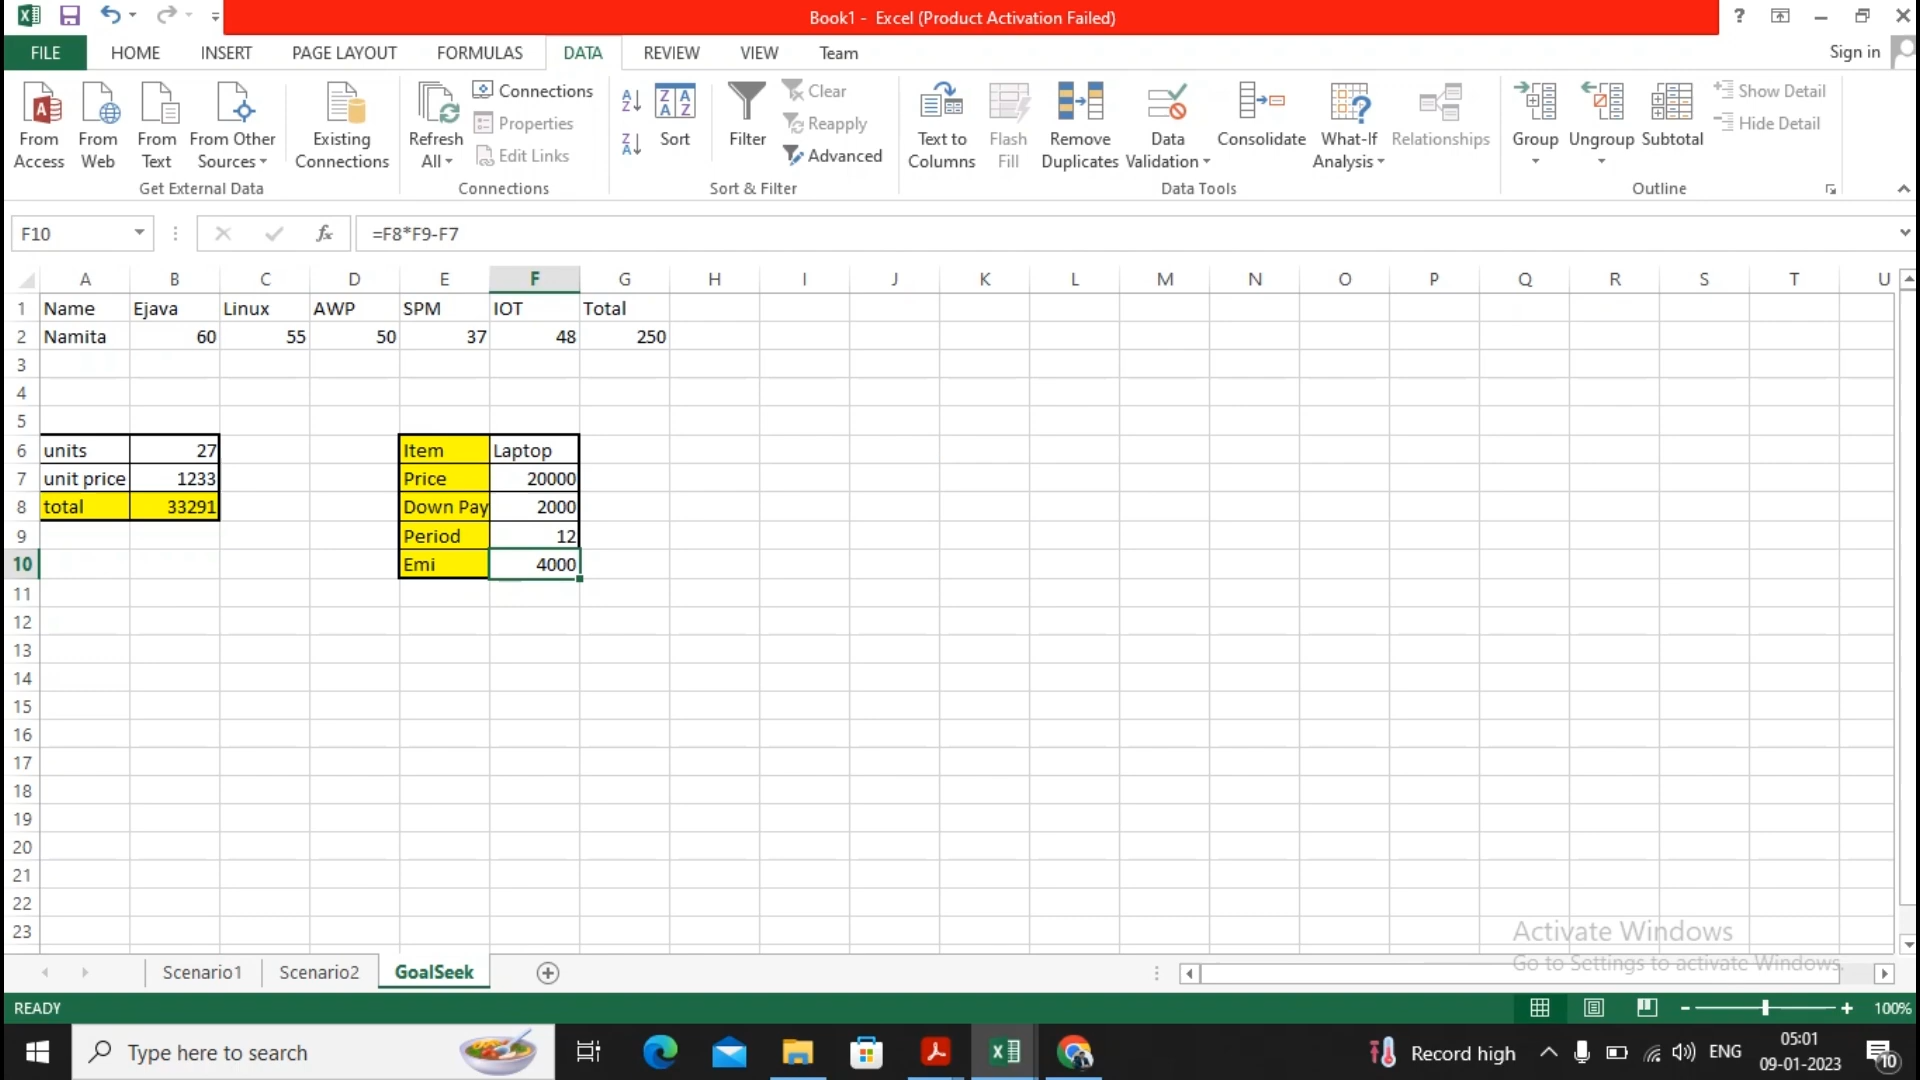 Book1 - Excel (Product Activation Failed)
?
FILE HOME INSERT PAGE LAYOUT FORMULAS DATA REVIEW VIEW Team Sign in
From Access
From Web
From Text
From Other Sources
Existing Connections
Get External Data
Refresh All
Connections
Properties
Edit Links
Connections
Sort
Filter
Clear
Reapply
Advanced
Sort & Filter
Text to Columns
Flash Fill
Remove Duplicates
Data Validation
Consolidate
What-If Analysis
Relationships
Data Tools
Group
Ungroup
Subtotal
Show Detail
Hide Detail
Outline
F10 fx =F8*F9-F7
A B C D E F G H I J K L M N O P Q R S T U
1 Name Ejava Linux AWP SPM IOT Total
2 Namita 60 55 50 37 48 250
3
4
5
6 units 27 Item Laptop
7 unit price 1233 Price 20000
8 total 33291 Down Pay 2000
9 Period 12
10 Emi 4000
11
12
13
14
15
16
17
18
19
20
21
22
23
Activate Windows
Go to Settings to activate Windows.
Scenario1 Scenario2 GoalSeek
READY 100%
Type here to search Record high ENG 05:01
09-01-2023
10